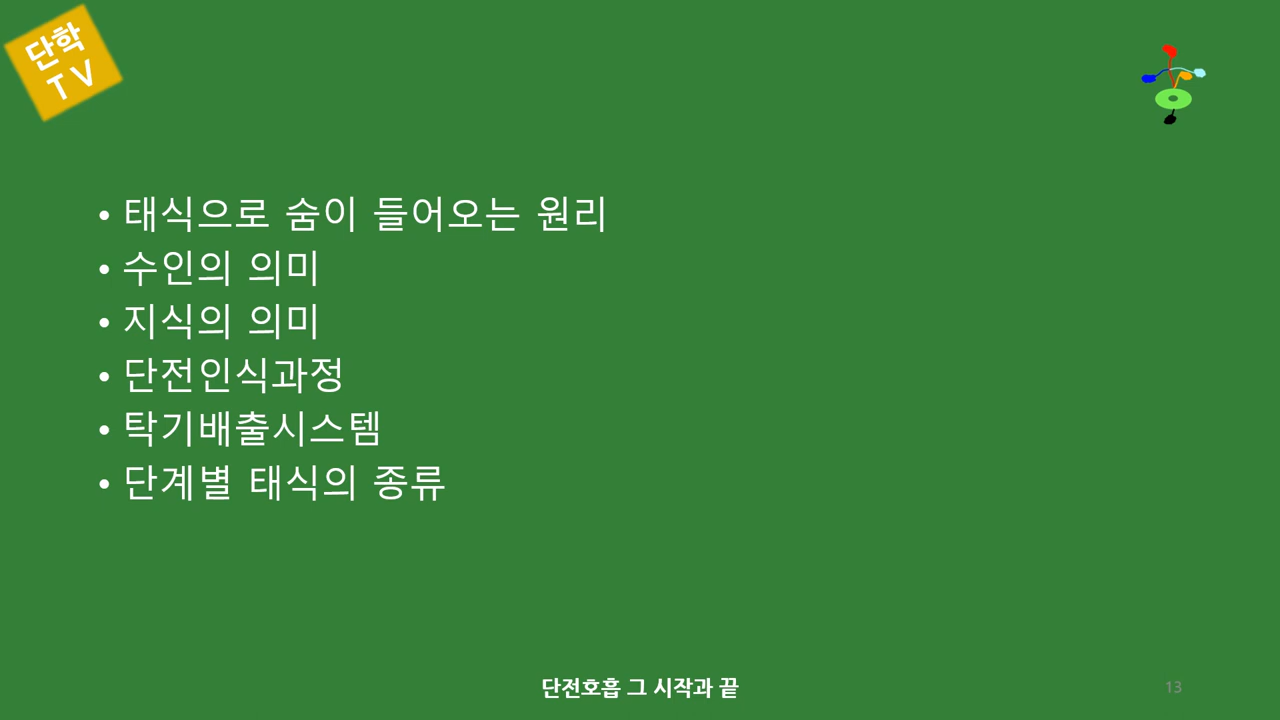 단학
TV
• 태식으로 숨이 들어오는 원리
• 수인의 의미
• 지식의 의미
• 단전인식과정
• 탁기배출시스템
• 단계별 태식의 종류
단전호흡 그 시작과 끝
13